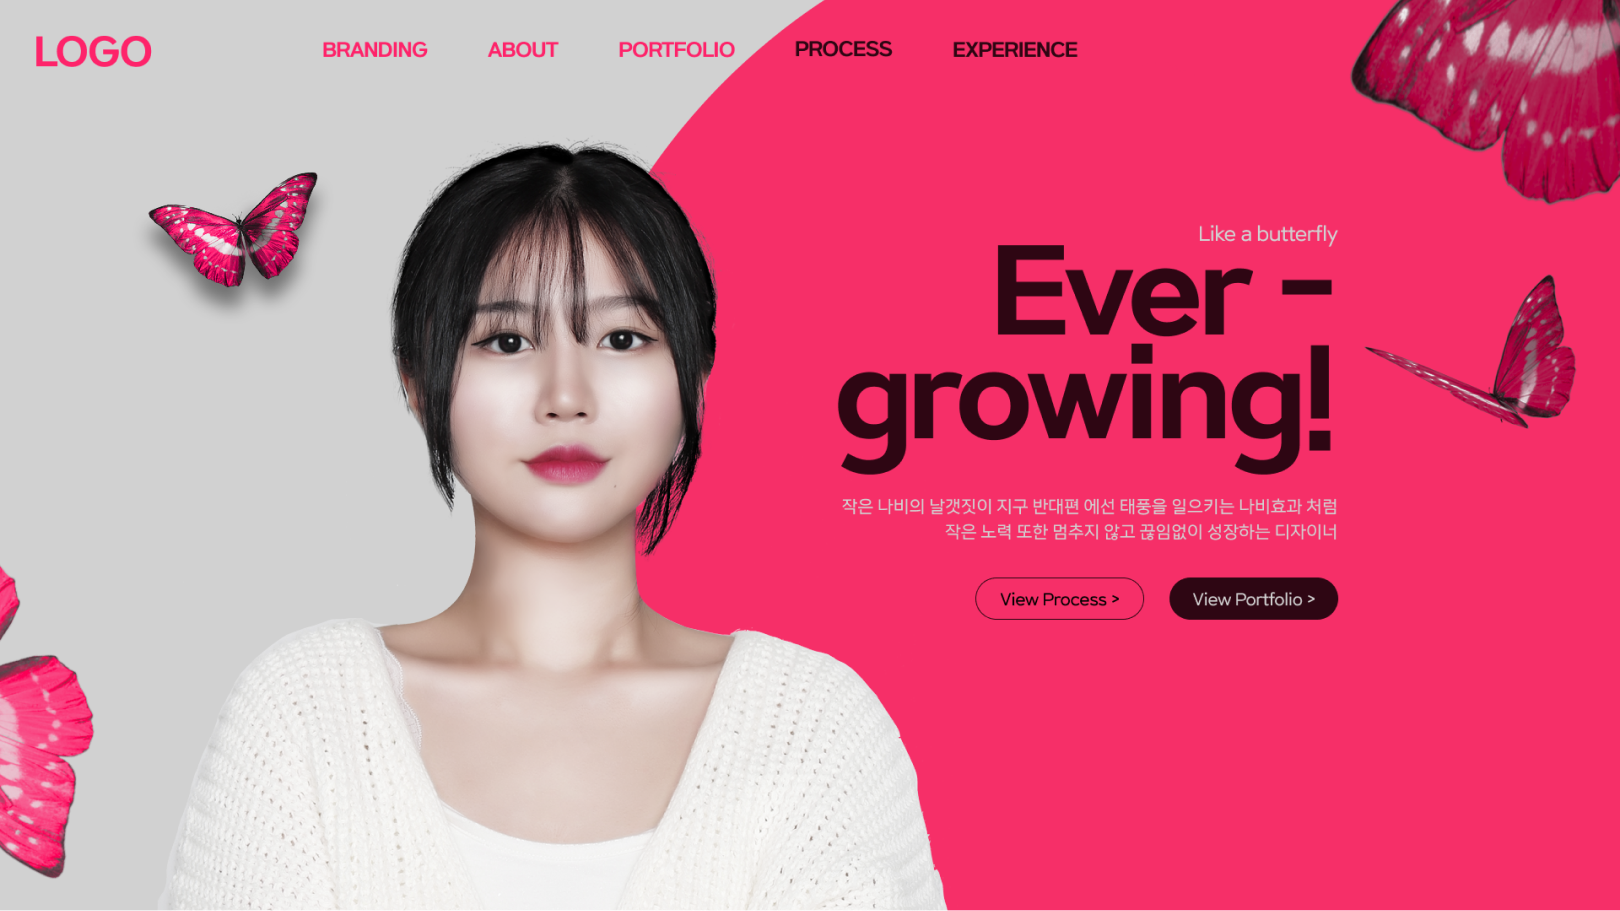 LOGO
BRANDING
ABOUT
PORTFOLIO
PROCESS
EXPERIENCE
Like a butterfly
Ever -
growing!
작은 나비의 날갯짓이 지구 반대편 에선 태풍을 일으키는 나비효과 처럼
작은 노력 또한 멈추지 않고 끊임없이 성장하는 디자이너
View Process >
View Portfolio >